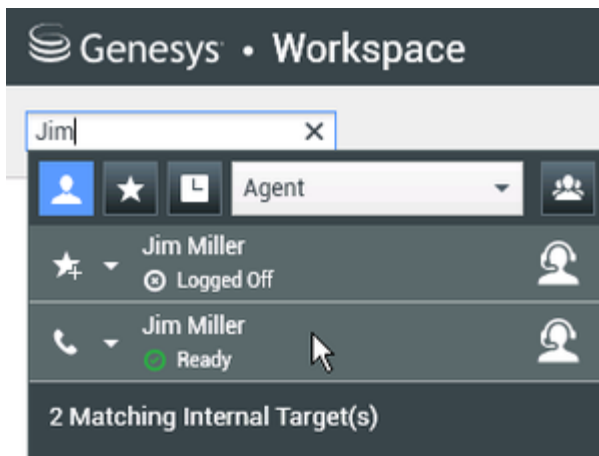 Genesys • Workspace
Jim
Agent
Jim Miller
Logged Off
Jim Miller
Ready
2 Matching Internal Target(s)